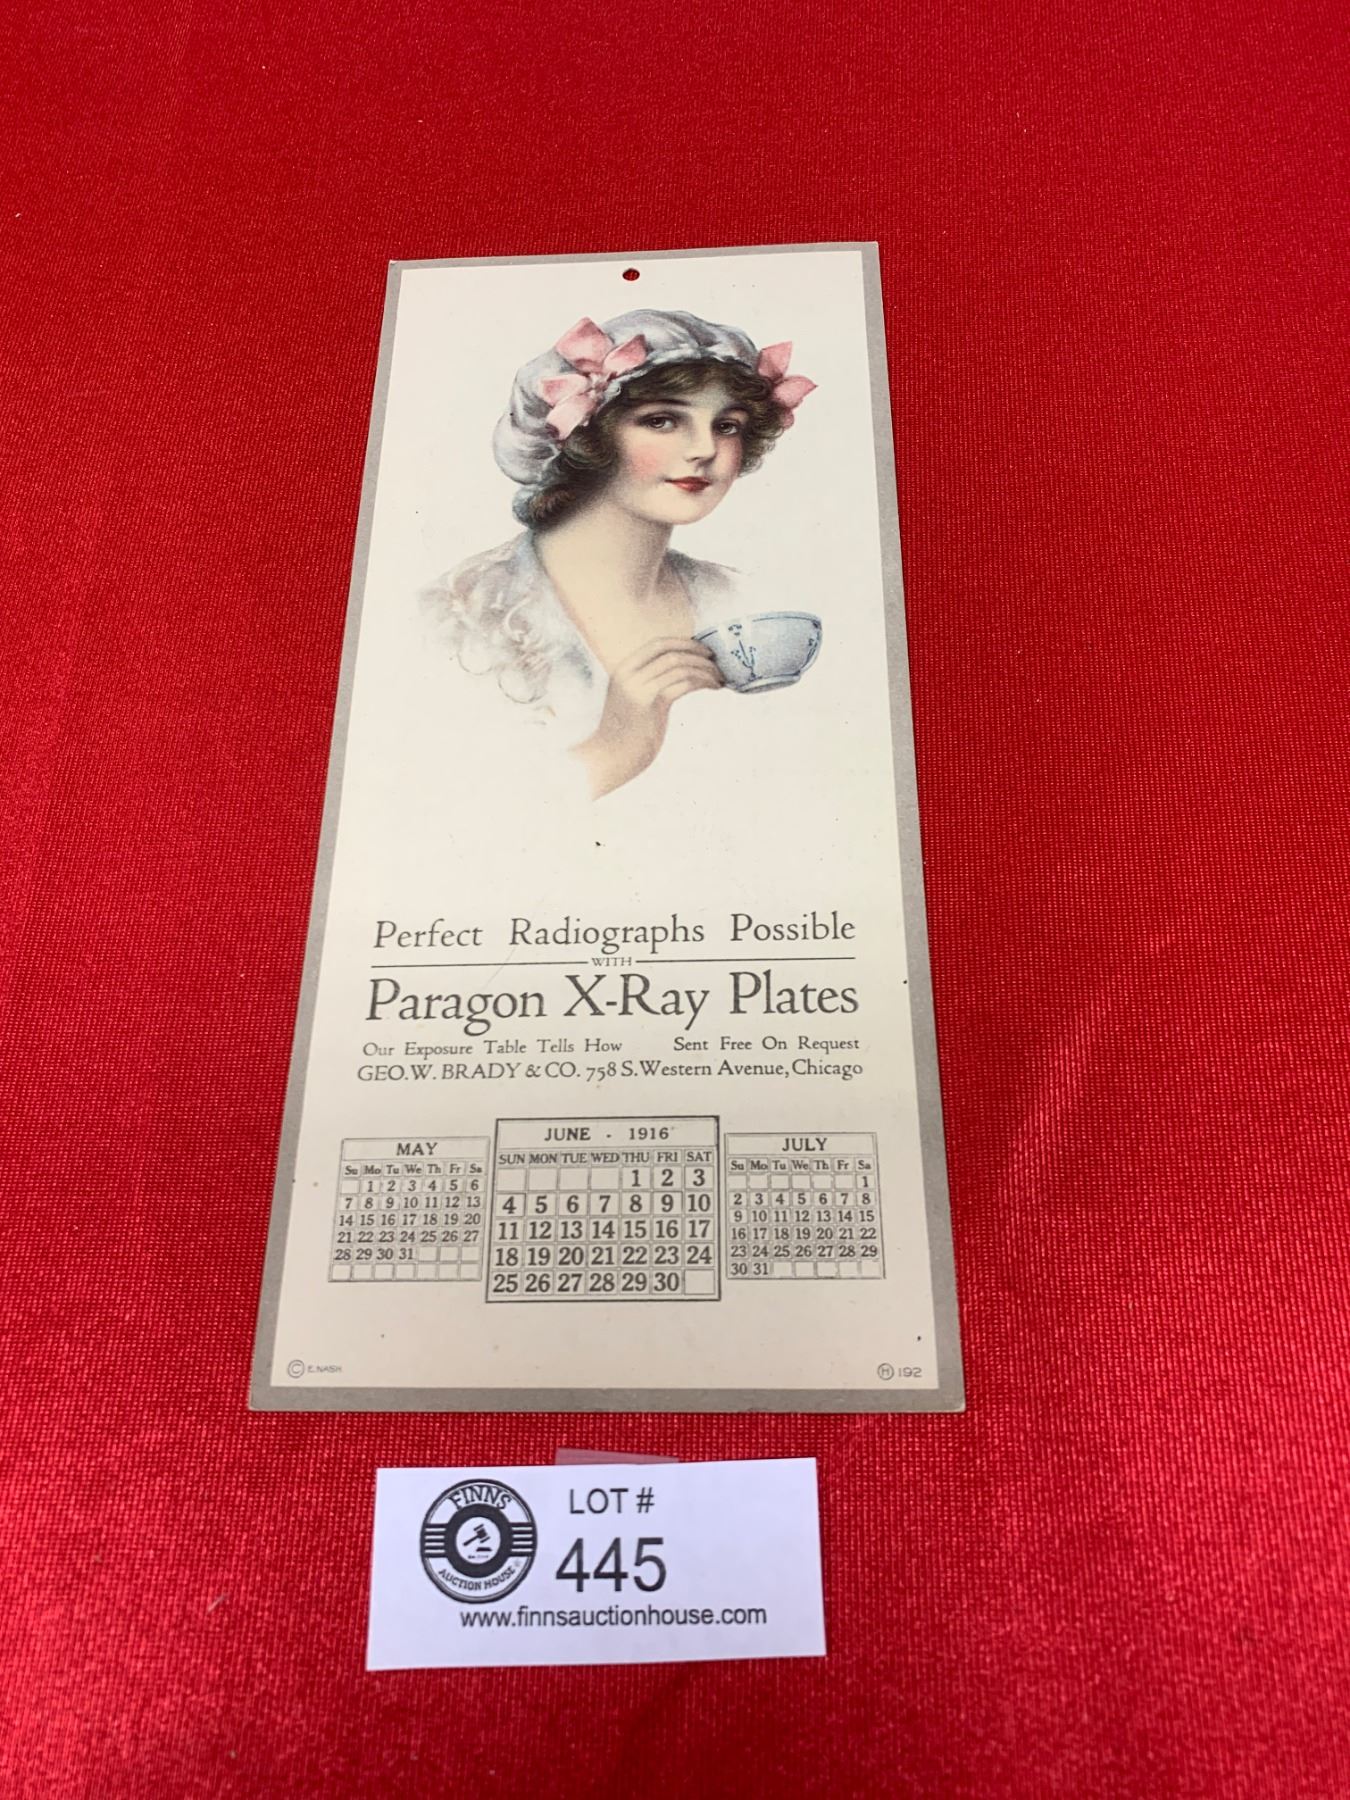 Perfect Radiographs Possible
WITH
Paragon X-Ray Plates
Our Exposure Table Tells How Sent Free On Request
GEO. W. BRADY & CO. 758 S. Western Avenue, Chicago
MAY
Su Mo Tu We Th Fr Sa
1 2 3 4 5 6
7 8 9 10 11 12 13
14 15 16 17 18 19 20
21 22 23 24 25 26 27
28 29 30 31
JUNE - 1916
SUN MON TUE WED THU FRI SAT
1 2 3
4 5 6 7 8 9 10
11 12 13 14 15 16 17
18 19 20 21 22 23 24
25 26 27 28 29 30
JULY
Su Mo Tu We Th Fr Sa
1
2 3 4 5 6 7 8
9 10 11 12 13 14 15
16 17 18 19 20 21 22
23 24 25 26 27 28 29
30 31
© E. NASH
Ⓗ 192
FINNS
AUCTION HOUSE
LOT #
445
www.finnsauctionhouse.com